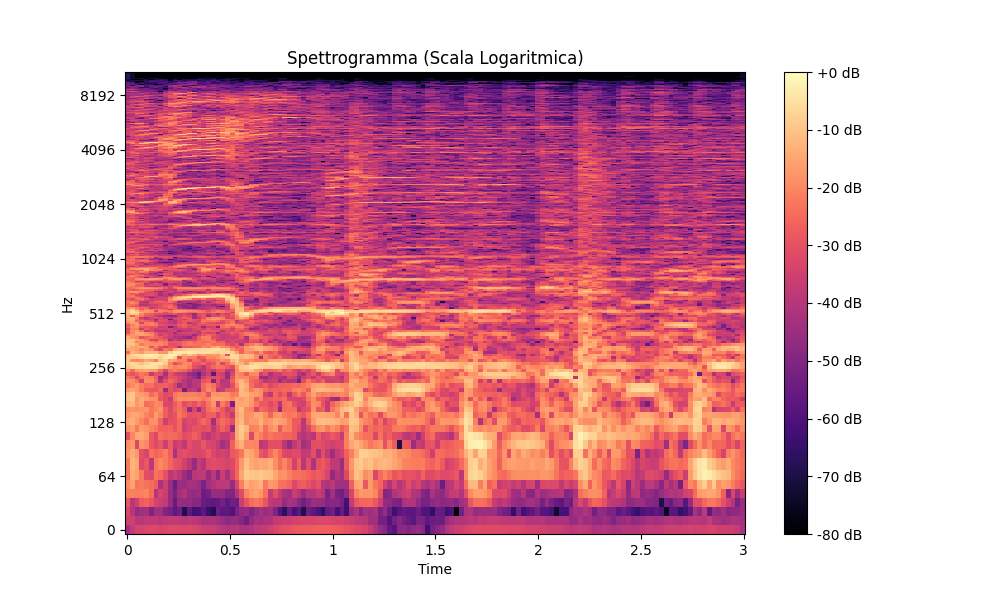 Spettrogramma (Scala Logaritmica)
Hz
8192
4096
2048
1024
512
256
128
64
0
0 0.5 1 1.5 2 2.5 3
Time
+0 dB
-10 dB
-20 dB
-30 dB
-40 dB
-50 dB
-60 dB
-70 dB
-80 dB